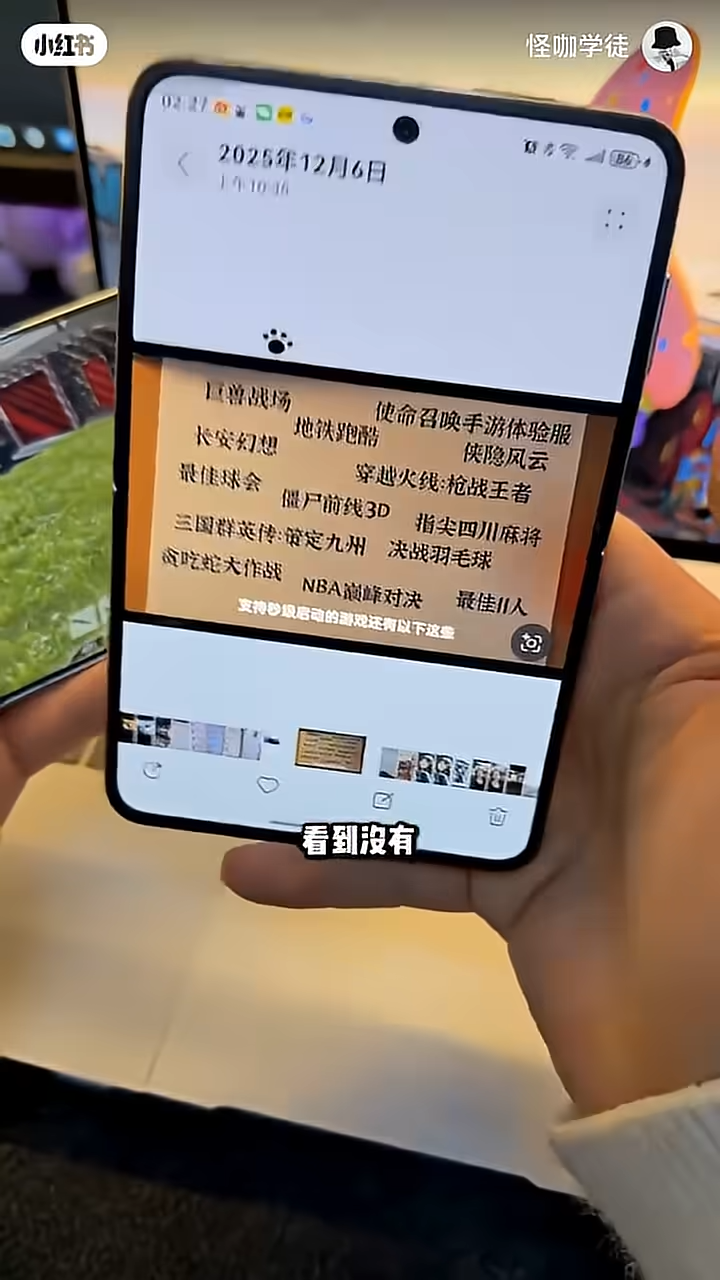 小红书
怪咖学徒
02:27
86
2025年12月6日
上午10:46
巨兽战场
使命召唤手游体验服
地铁跑酷
长安幻想
侠隐风云
最佳球会
穿越火线:枪战王者
僵尸前线3D
指尖四川麻将
三国群英传:策定九州
决战羽毛球
贪吃蛇大作战
NBA巅峰对决
最佳11人
支持秒级启动的游戏还有以下这些
看到没有